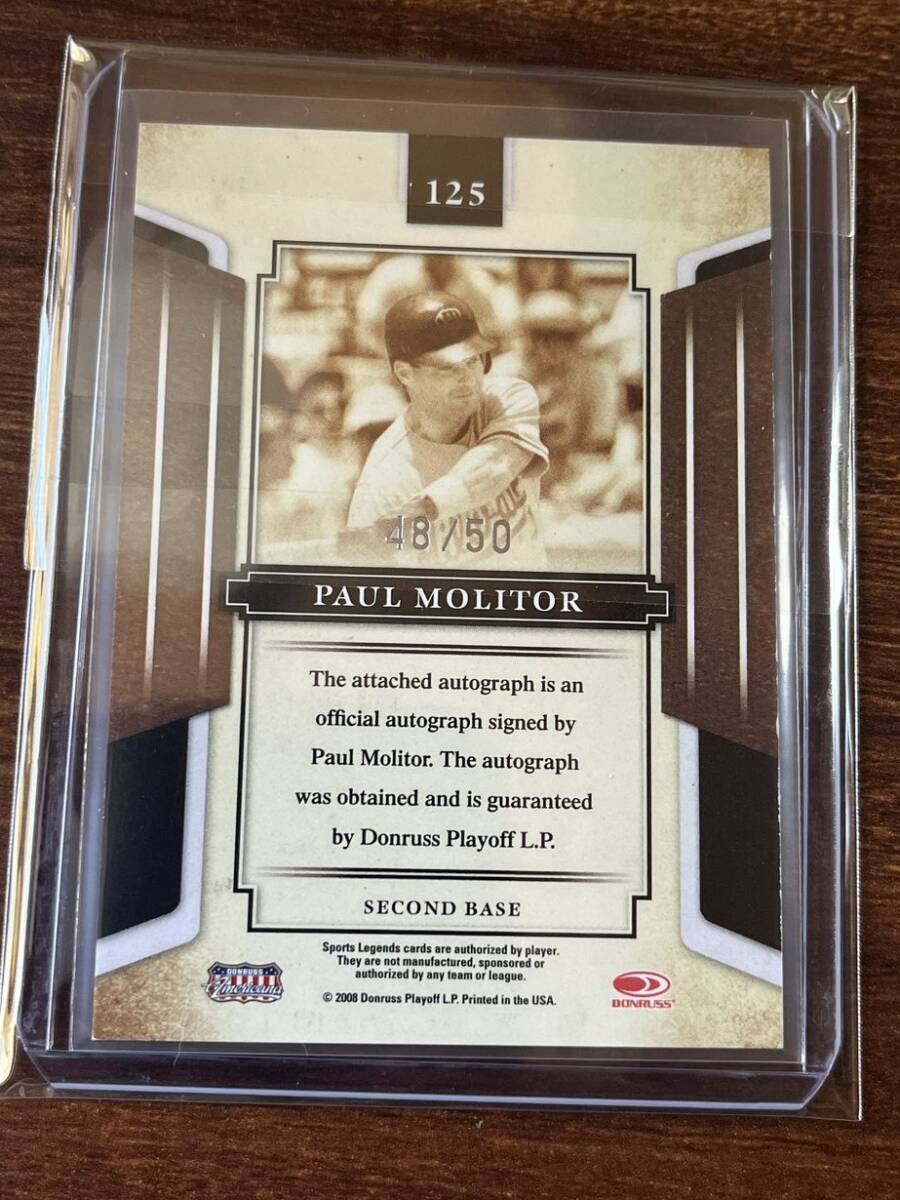 125
48/50
PAUL MOLITOR
The attached autograph is an
official autograph signed by
Paul Molitor. The autograph
was obtained and is guaranteed
by Donruss Playoff L.P.
SECOND BASE
Sports Legends cards are authorized by player.
They are not manufactured, sponsored or
authorized by any team or league.
© 2008 Donruss Playoff L.P. Printed in the USA.
DONRUSS
Americana
DONRUSS